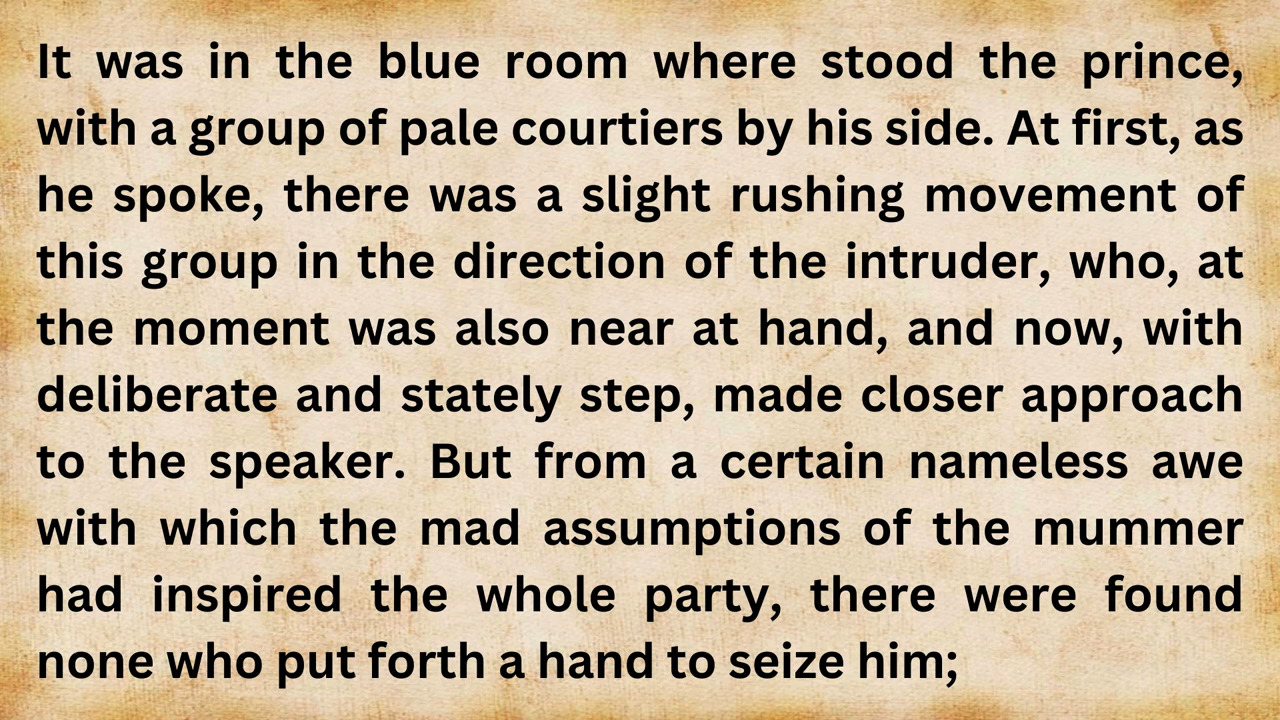 It was in the blue room where stood the prince,
with a group of pale courtiers by his side. At first, as
he spoke, there was a slight rushing movement of
this group in the direction of the intruder, who, at
the moment was also near at hand, and now, with
deliberate and stately step, made closer approach
to the speaker. But from a certain nameless awe
with which the mad assumptions of the mummer
had inspired the whole party, there were found
none who put forth a hand to seize him;